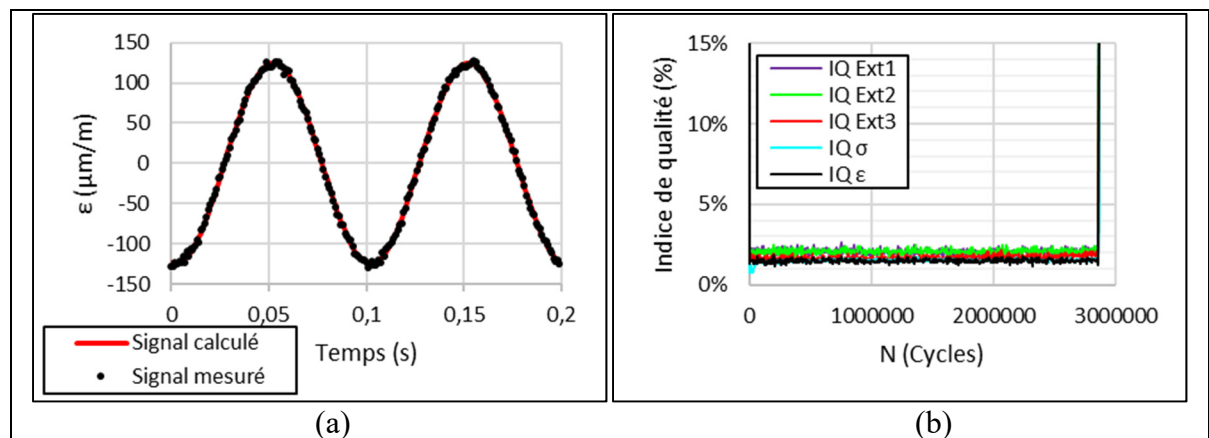 150
100
50
0
-50
-100
-150
ε (µm/m)
0
0,05
0,1
0,15
0,2
Temps (s)
Signal calculé
Signal mesuré
(a)
15%
10%
5%
0%
Indice de qualité (%)
IQ Ext1
IQ Ext2
IQ Ext3
IQ σ
IQ ε
0
1000000
2000000
3000000
N (Cycles)
(b)